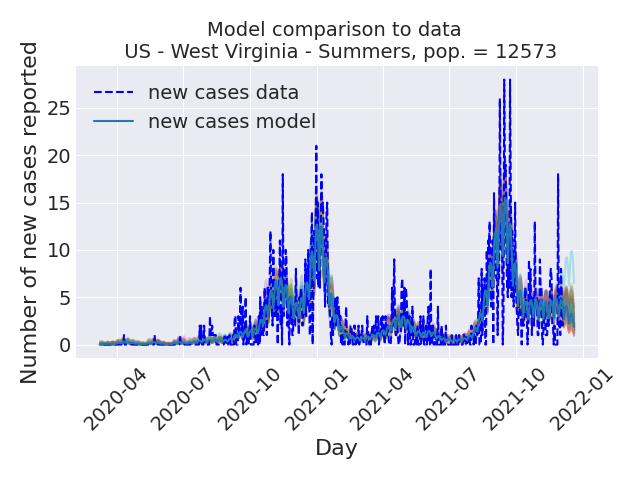 Model comparison to data
US - West Virginia - Summers, pop. = 12573
Number of new cases reported
25
20
15
10
5
0
new cases data
new cases model
2020-04
2020-07
2020-10
2021-01
2021-04
2021-07
2021-10
2022-01
Day